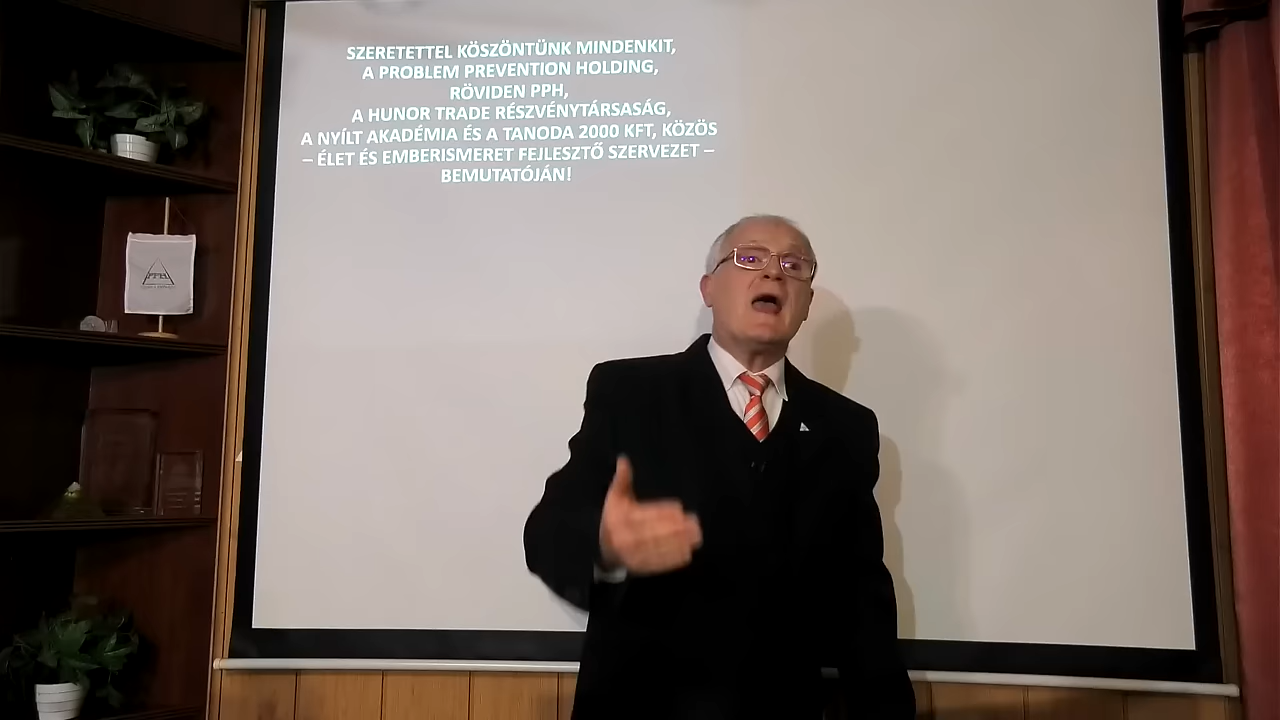 SZERETETTEL KÖSZÖNTÜNK MINDENKIT,
A PROBLEM PREVENTION HOLDING,
RÖVIDEN PPH,
A HUNOR TRADE RÉSZVÉNYTÁRSASÁG,
A NYÍLT AKADÉMIA ÉS A TANODA 2000 KFT, KÖZÖS
– ÉLET ÉS EMBERISMERET FEJLESZTŐ SZERVEZET –
BEMUTATÓJÁN!
PPH